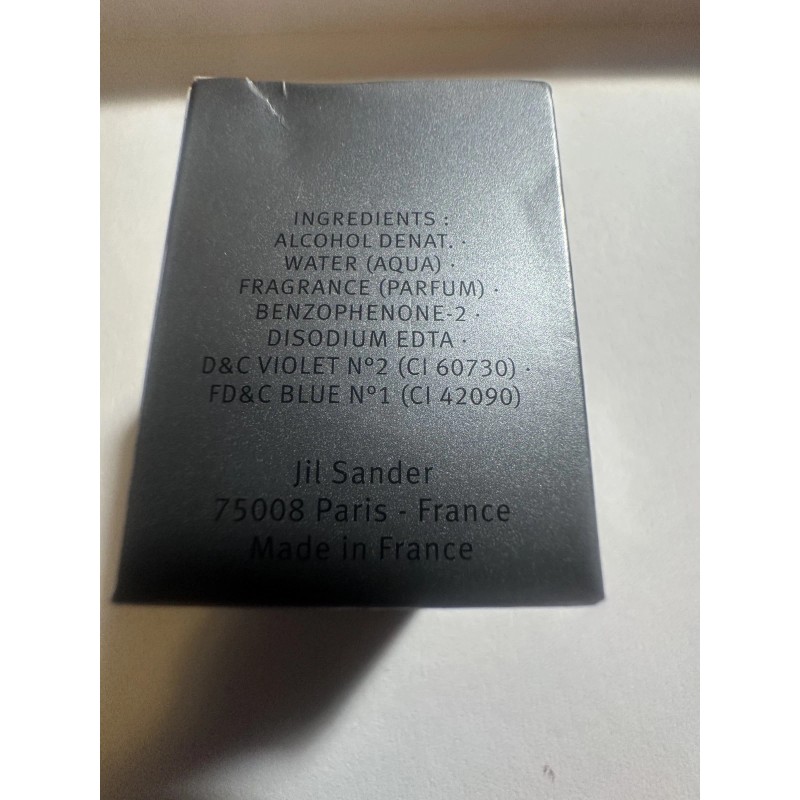 INGREDIENTS :
ALCOHOL DENAT. ·
WATER (AQUA) ·
FRAGRANCE (PARFUM) ·
BENZOPHENONE-2 ·
DISODIUM EDTA ·
D&C VIOLET N°2 (CI 60730) ·
FD&C BLUE N°1 (CI 42090)
Jil Sander
75008 Paris - France
Made in France